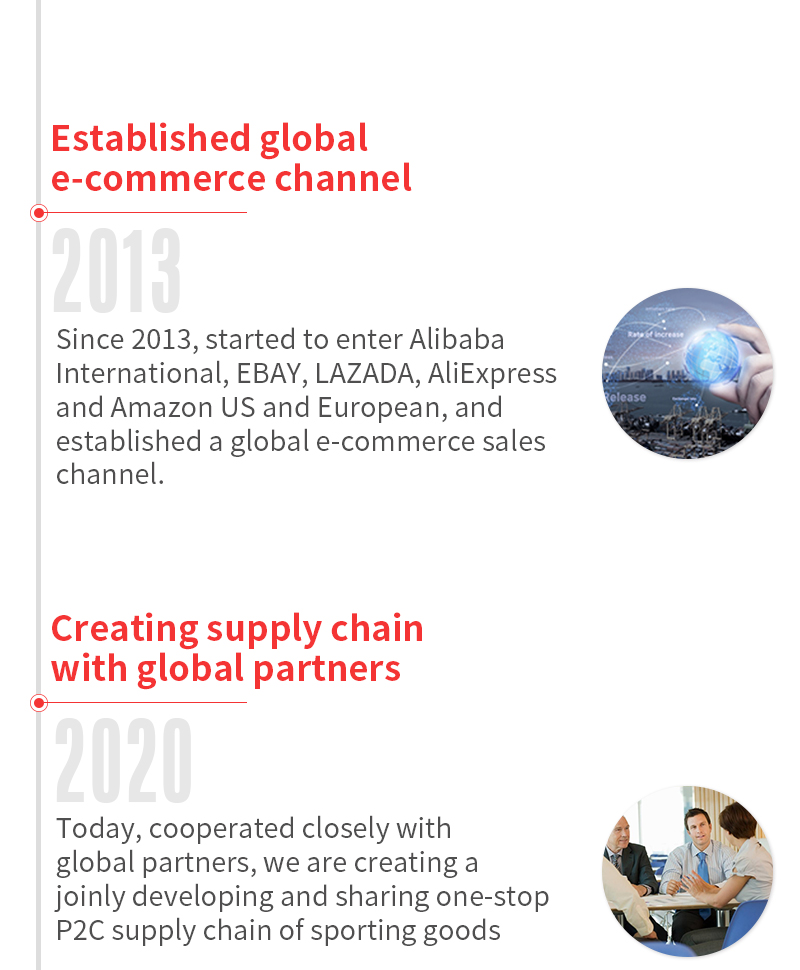 Established global
e-commerce channel
2013
Since 2013, started to enter Alibaba
International, EBAY, LAZADA, AliExpress
and Amazon US and European, and
established a global e-commerce sales
channel.
Rate of increase
Release
Creating supply chain
with global partners
2020
Today, cooperated closely with
global partners, we are creating a
joinly developing and sharing one-stop
P2C supply chain of sporting goods